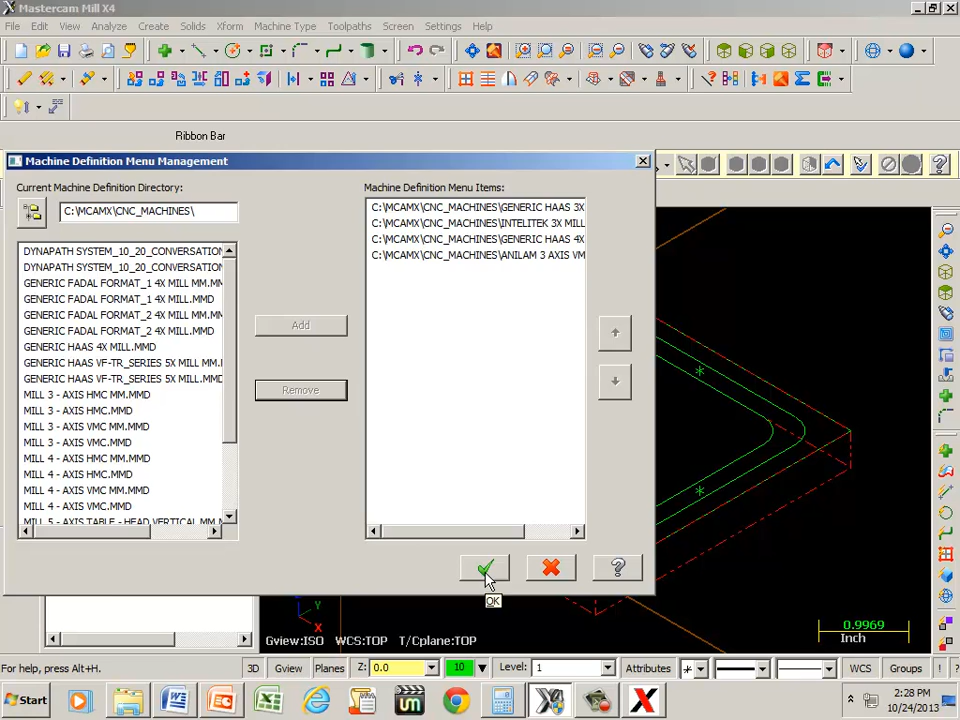 Mastercam Mill X4
File Edit View Analyze Create Solids Xform Machine Type Toolpaths Screen Settings Help
Ribbon Bar
Machine Definition Menu Management
Current Machine Definition Directory:
C:\MCAMX\CNC_MACHINES\
DYNAPATH SYSTEM_10_20_CONVERSATION
DYNAPATH SYSTEM_10_20_CONVERSATION
GENERIC FADAL FORMAT_1 4X MILL MM.MM
GENERIC FADAL FORMAT_1 4X MILL.MMD
GENERIC FADAL FORMAT_2 4X MILL MM.MM
GENERIC FADAL FORMAT_2 4X MILL.MMD
GENERIC HAAS 4X MILL.MMD
GENERIC HAAS VF-TR_SERIES 5X MILL MM.M
GENERIC HAAS VF-TR_SERIES 5X MILL.MMD
MILL 3 - AXIS HMC MM.MMD
MILL 3 - AXIS HMC.MMD
MILL 3 - AXIS VMC MM.MMD
MILL 3 - AXIS VMC.MMD
MILL 4 - AXIS HMC MM.MMD
MILL 4 - AXIS HMC.MMD
MILL 4 - AXIS VMC MM.MMD
MILL 4 - AXIS VMC.MMD
MILL 5 - AXIS TABLE - HEAD VERTICAL MM.M
Add
Remove
Machine Definition Menu Items:
C:\MCAMX\CNC_MACHINES\GENERIC HAAS 3X
C:\MCAMX\CNC_MACHINES\INTELITEK 3X MILL
C:\MCAMX\CNC_MACHINES\GENERIC HAAS 4X
C:\MCAMX\CNC_MACHINES\ANILAM 3 AXIS VM
OK
Y
X
Gview:ISO WCS:TOP T/Cplane:TOP
0.9969
Inch
For help, press Alt+H.
3D Gview Planes Z: 0.0 10 Level: 1 Attributes * WCS Groups ! ?
Start
2:28 PM
10/24/2013